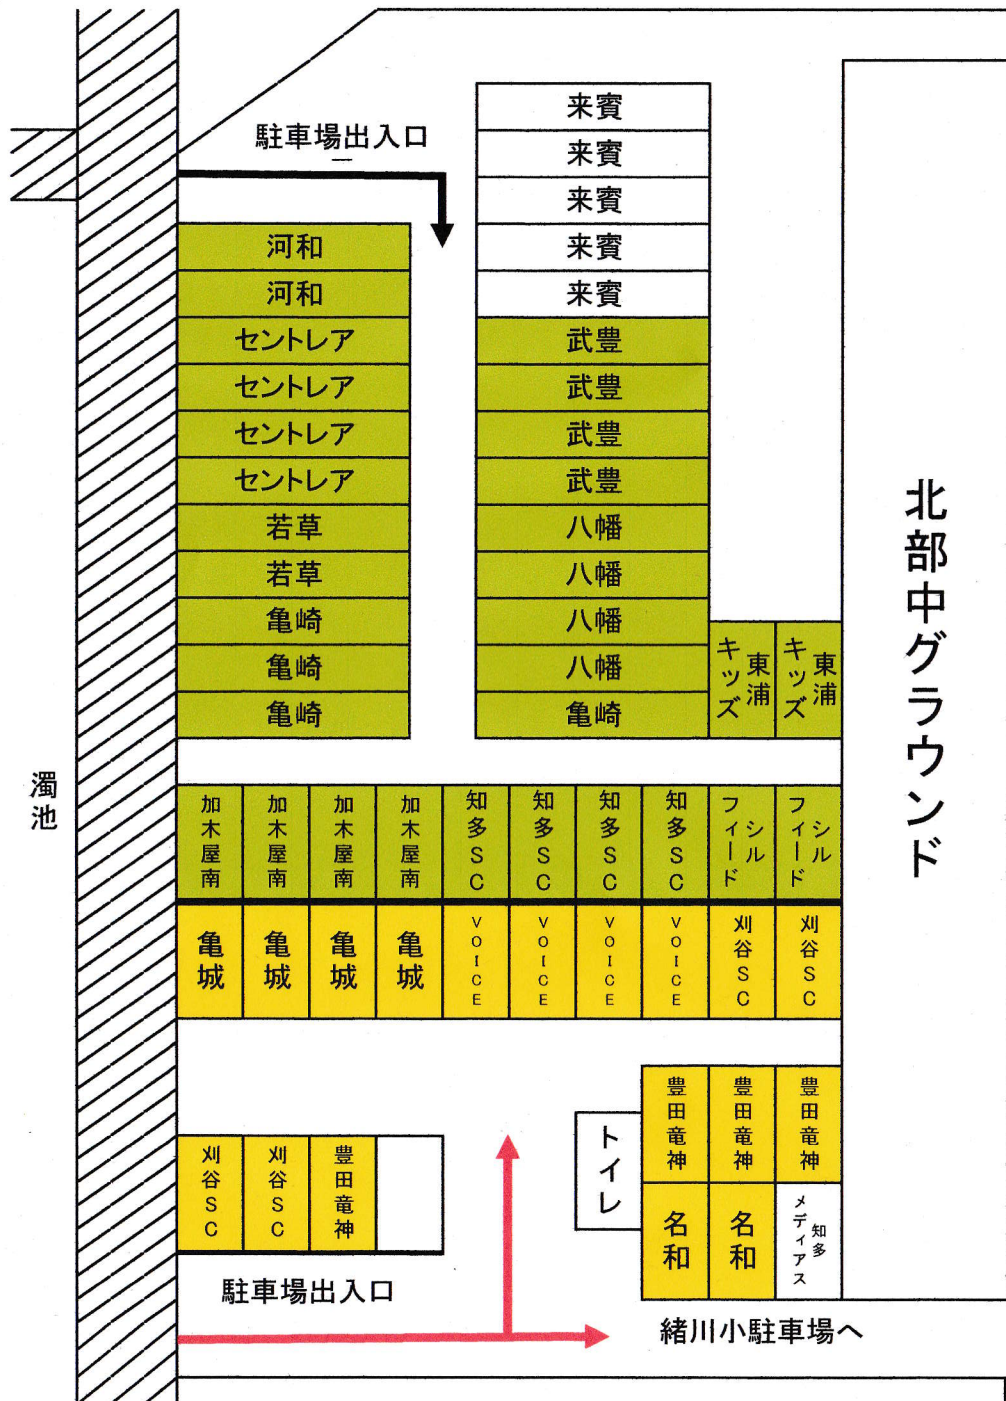 駐車場出入口
来賓
来賓
来賓
来賓
来賓
河和
河和
セントレア
セントレア
セントレア
セントレア
若草
若草
亀崎
亀崎
亀崎
武豊
武豊
武豊
武豊
八幡
八幡
八幡
八幡
亀崎
東浦
キッズ
東浦
キッズ
北部中グラウンド
濁池
加木屋南
加木屋南
加木屋南
加木屋南
知多SC
知多SC
知多SC
知多SC
シル
フィード
シル
フィード
亀城
亀城
亀城
亀城
VOICE
VOICE
VOICE
VOICE
刈谷SC
刈谷SC
刈谷SC
刈谷SC
豊田竜神
トイレ
豊田竜神
豊田竜神
豊田竜神
名和
名和
知多
メディアス
駐車場出入口
緒川小駐車場へ